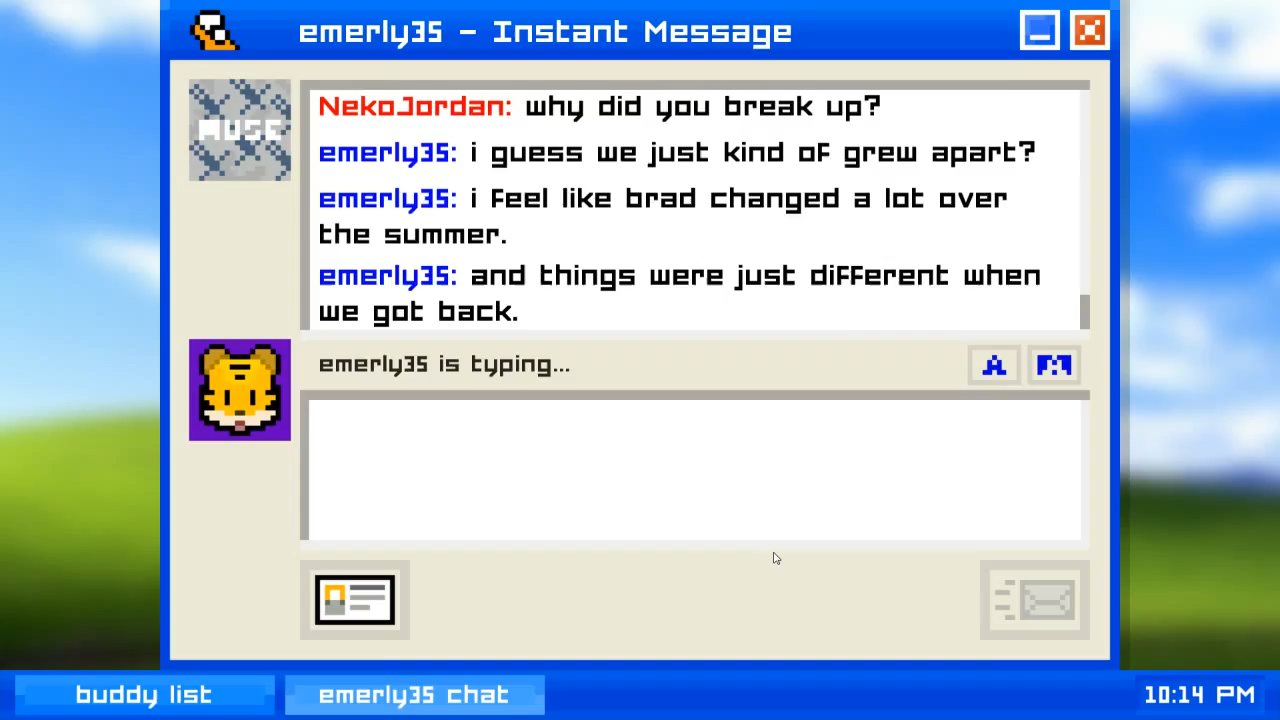 emerly35 - Instant Message
MUSE
NekoJordan: why did you break up?
emerly35: i guess we just kind of grew apart?
emerly35: i feel like brad changed a lot over
the summer.
emerly35: and things were just different when
we got back.
emerly35 is typing...
A
buddy list
emerly35 chat
10:14 PM